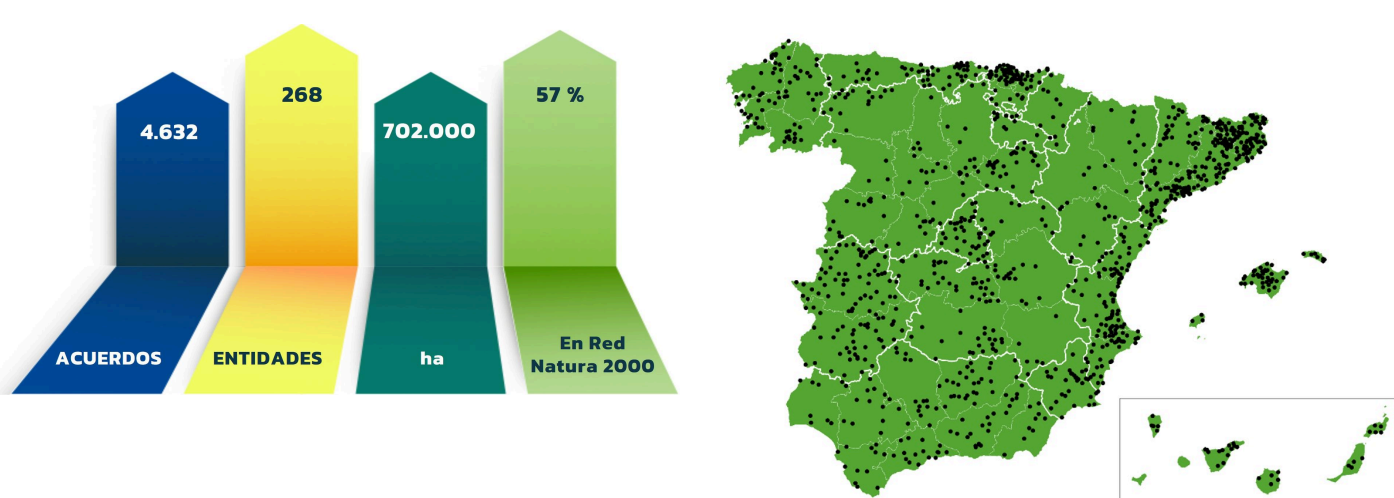 4.632
268
702.000
57 %
ACUERDOS
ENTIDADES
ha
En Red
Natura 2000